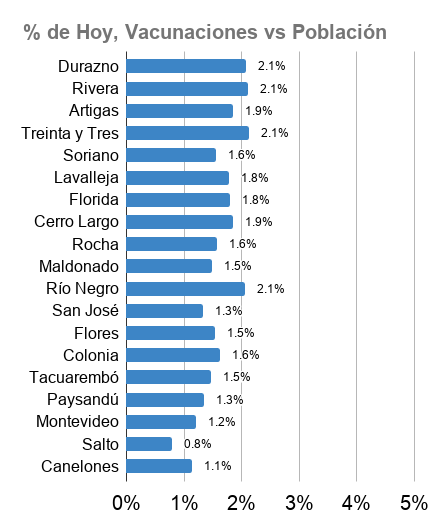 % de Hoy, Vacunaciones vs Población
Durazno 2.1%
Rivera 2.1%
Artigas 1.9%
Treinta y Tres 2.1%
Soriano 1.6%
Lavalleja 1.8%
Florida 1.8%
Cerro Largo 1.9%
Rocha 1.6%
Maldonado 1.5%
Río Negro 2.1%
San José 1.3%
Flores 1.5%
Colonia 1.6%
Tacuarembó 1.5%
Paysandú 1.3%
Montevideo 1.2%
Salto 0.8%
Canelones 1.1%
0% 1% 2% 3% 4% 5%